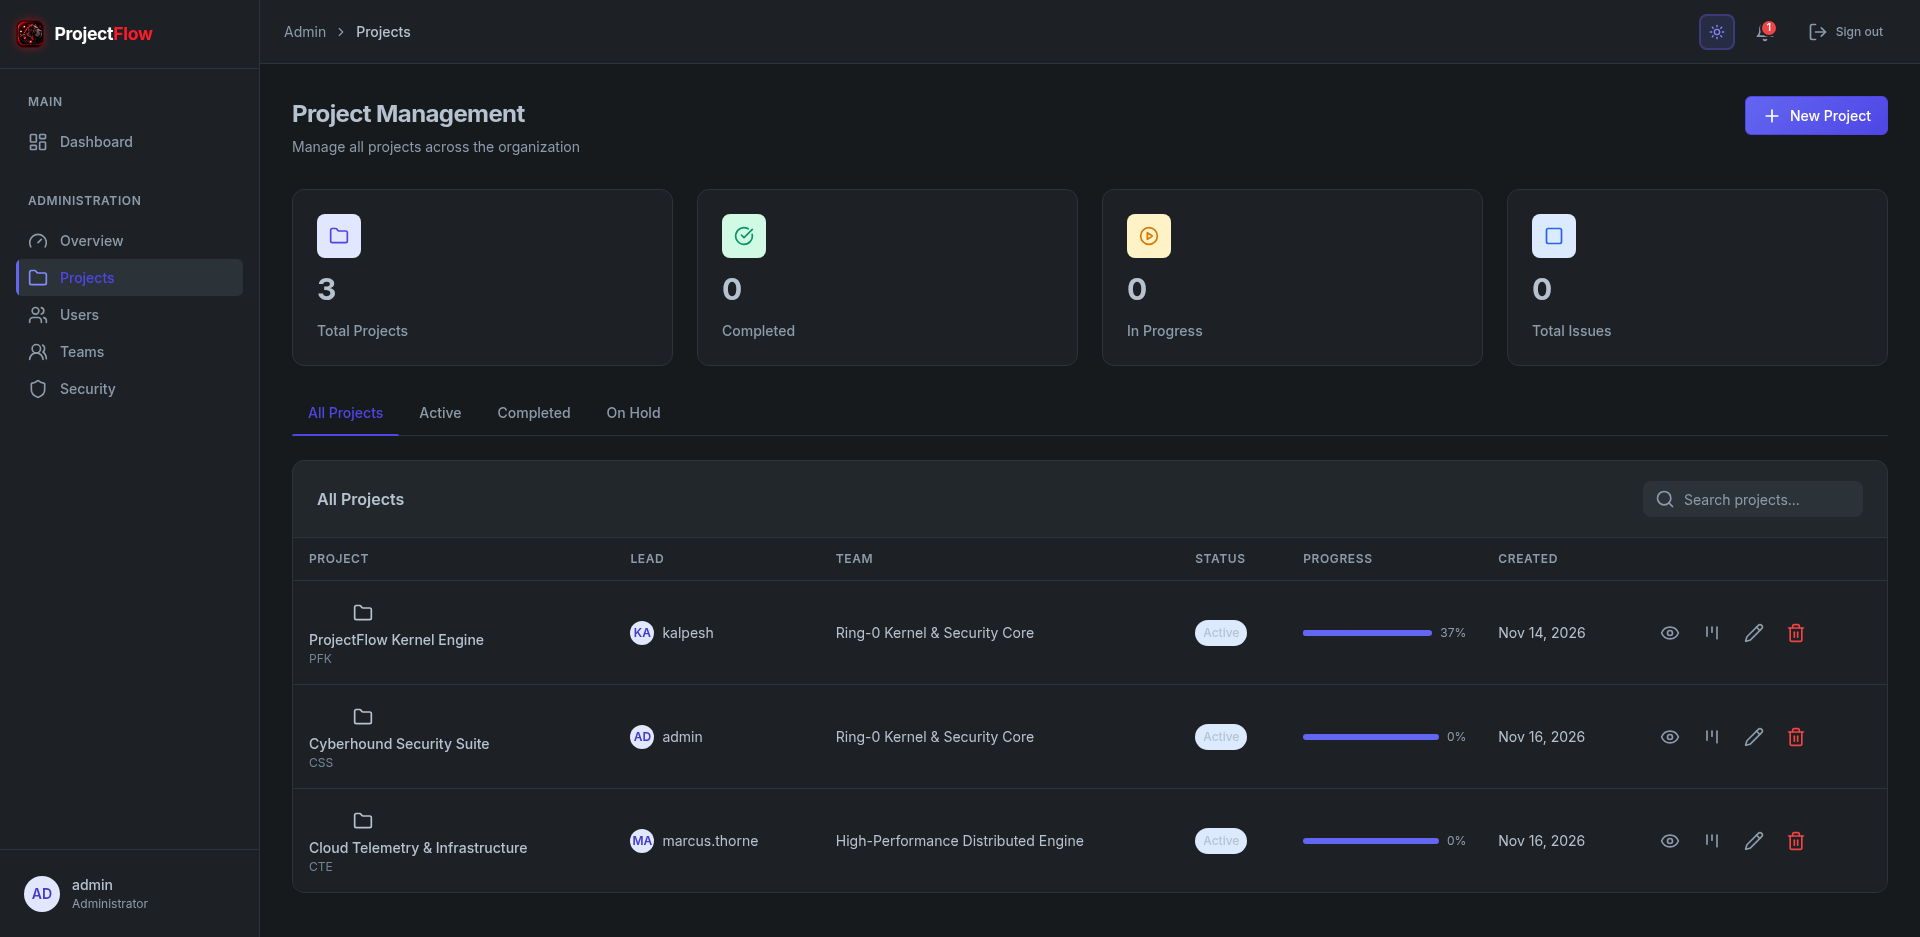 ProjectFlow
MAIN
Dashboard
ADMINISTRATION
Overview
Projects
Users
Teams
Security
AD
admin
Administrator
Admin > Projects
1
Sign out
Project Management
Manage all projects across the organization
New Project
3
Total Projects
0
Completed
0
In Progress
0
Total Issues
All Projects Active Completed On Hold
All Projects
Search projects...
PROJECT LEAD TEAM STATUS PROGRESS CREATED
ProjectFlow Kernel Engine
PFK
KA kalpesh Ring-0 Kernel & Security Core Active 37% Nov 14, 2026
Cyberhound Security Suite
CSS
AD admin Ring-0 Kernel & Security Core Active 0% Nov 16, 2026
Cloud Telemetry & Infrastructure
CTE
MA marcus.thorne High-Performance Distributed Engine Active 0% Nov 16, 2026